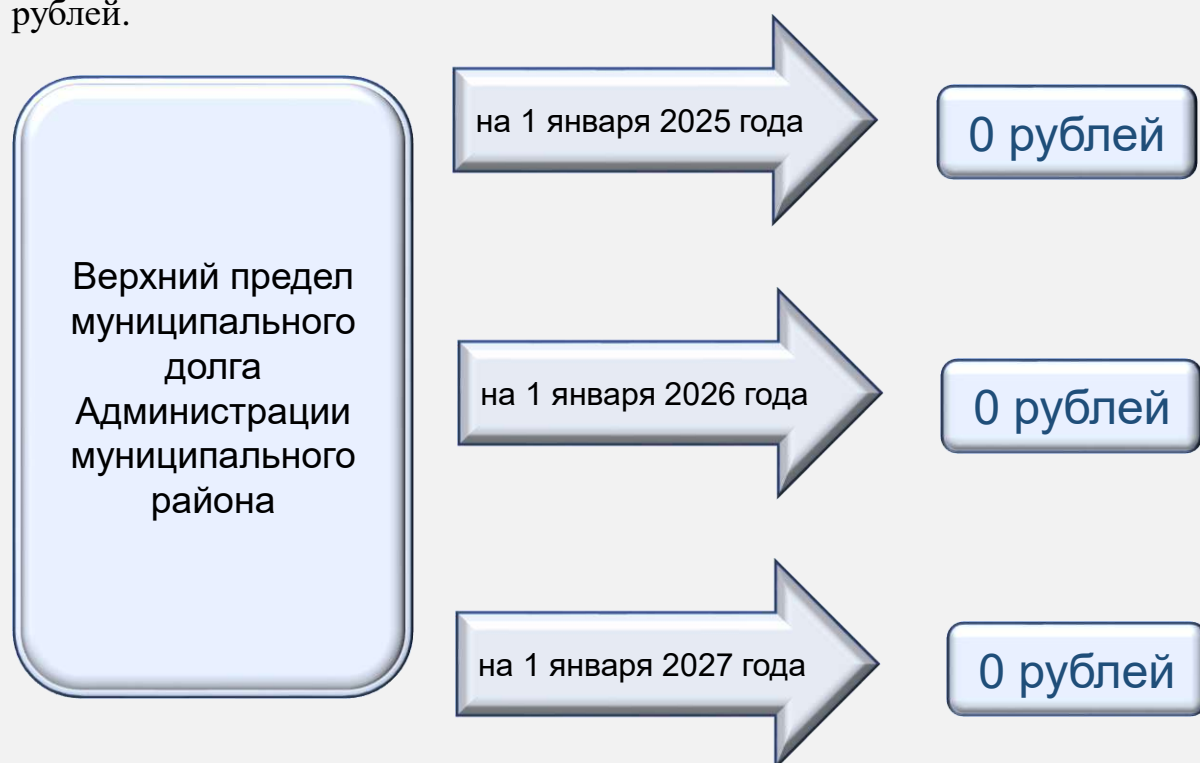 рублей.
Верхний предел
муниципального
долга
Администрации
муниципального
района
на 1 января 2025 года
0 рублей
на 1 января 2026 года
0 рублей
на 1 января 2027 года
0 рублей